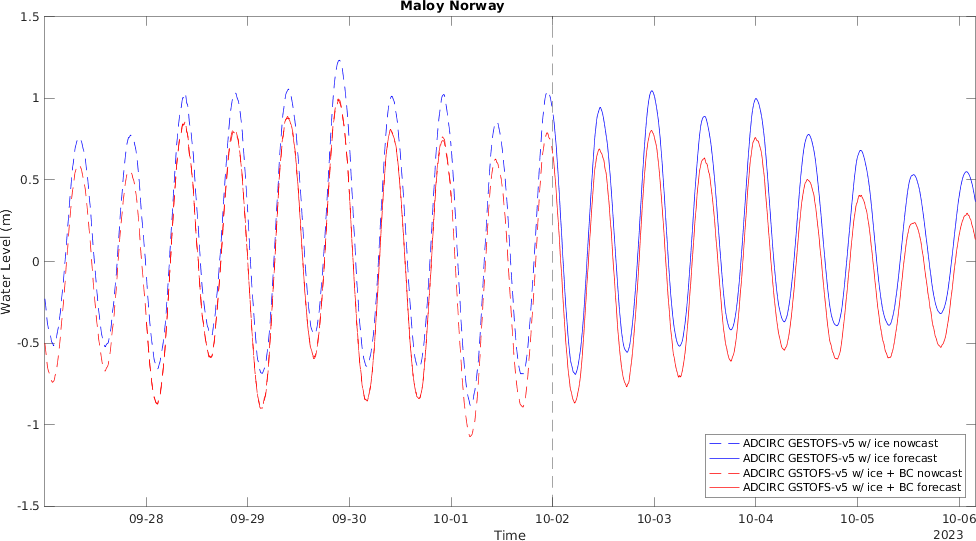 Maloy Norway
1.5
1
0.5
0
-0.5
-1
-1.5
Water Level (m)
09-28
09-29
09-30
10-01
10-02
10-03
10-04
10-05
10-06
Time
2023
ADCIRC GESTOFS-v5 w/ ice nowcast
ADCIRC GESTOFS-v5 w/ ice forecast
ADCIRC GSTOFS-v5 w/ ice + BC nowcast
ADCIRC GSTOFS-v5 w/ ice + BC forecast